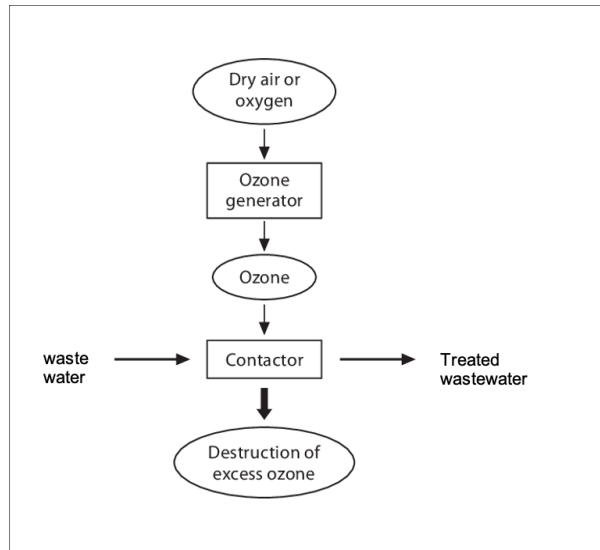 Dry air or
oxygen
Ozone
generator
Ozone
waste
water
Contactor
Treated
wastewater
Destruction of
excess ozone